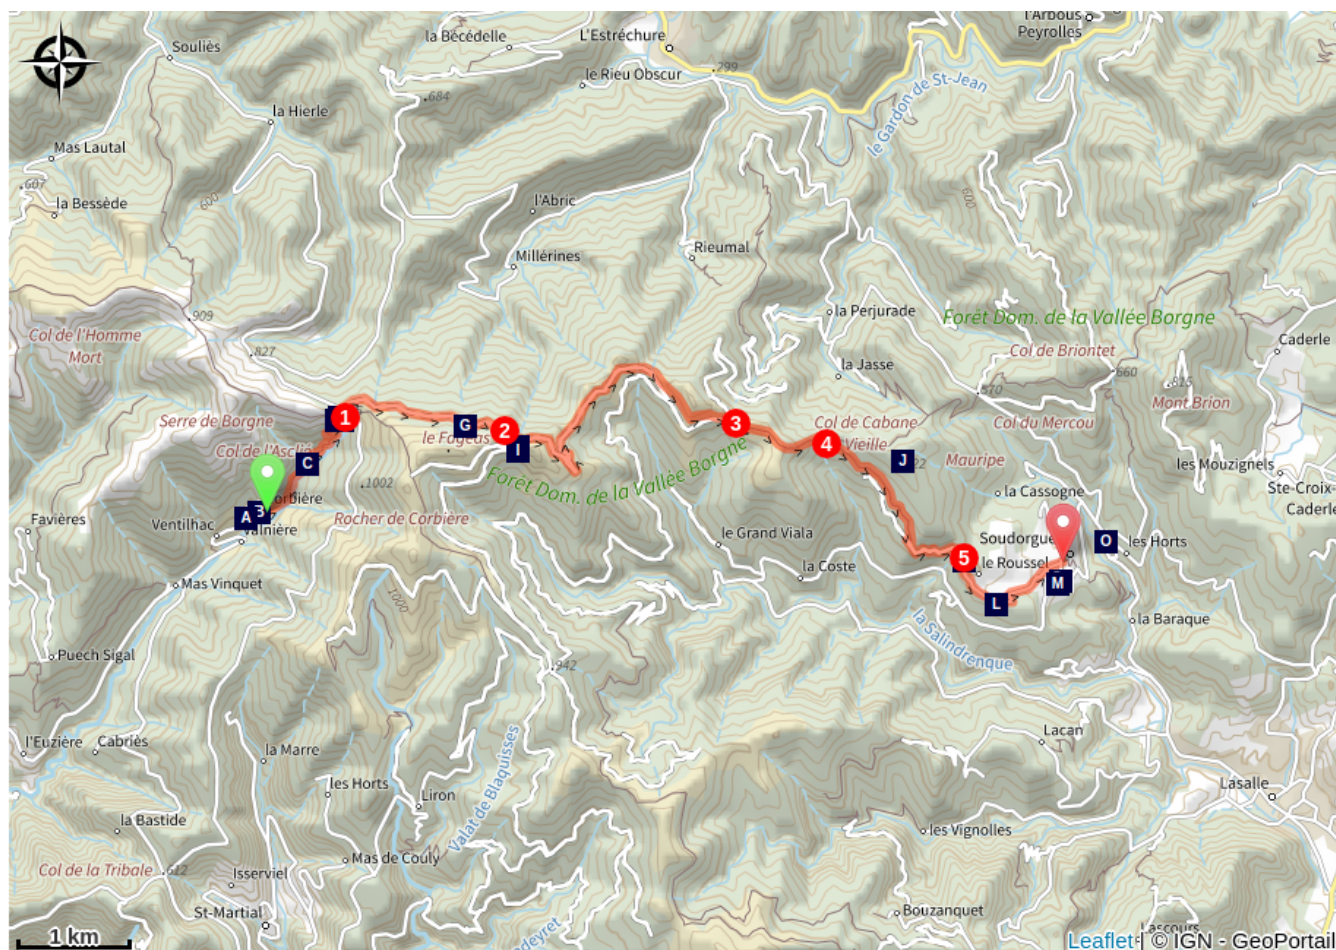 l'Arbous
Peyrolles
la Bécédelle
L'Estréchure
Souliès
299
le Rieu Obscur
684
le Gardon de St-Jean
la Hierle
Mas Lautal
607
600
600
la Bessède
l'Abric
Rieumal
Millérines
909
la Perjurade
Forêt Dom. de la Vallée Borgne
Col de l'Homme
Mort
827
Col de Briontet
Caderle
la Jasse
660
570
815
Mont Brion
1
Serre de Borgne
G
2
3
le Fageas
Col de Cabane
Vieille
4
Col du Mercou
Col de l'Asclié
C
I
J
Mauripe
les Mouzignels
Forêt Dom. de la Vallée Borgne
1002
Ste-Croix
Caderle
la Cassogne
A
B
Rocher de Corbière
Favières
Ventilhac
le Grand Viala
O
les Horts
5
le Roussel
la Coste
M
Mas Vinquet
1000
L
la Baraque
la Salindrenque
Puech Sigal
942
l'Euzière
Cabriès
la Marre
Lacan
Valat de Blaquisses
les Horts
Liron
Lasalle
la Bastide
les Vignolles
Mas de Couly
Col de la Tribale
612
Isserviel
St-Martial
Bouzanquet
1 km
Leaflet | © IGN - GeoPortail